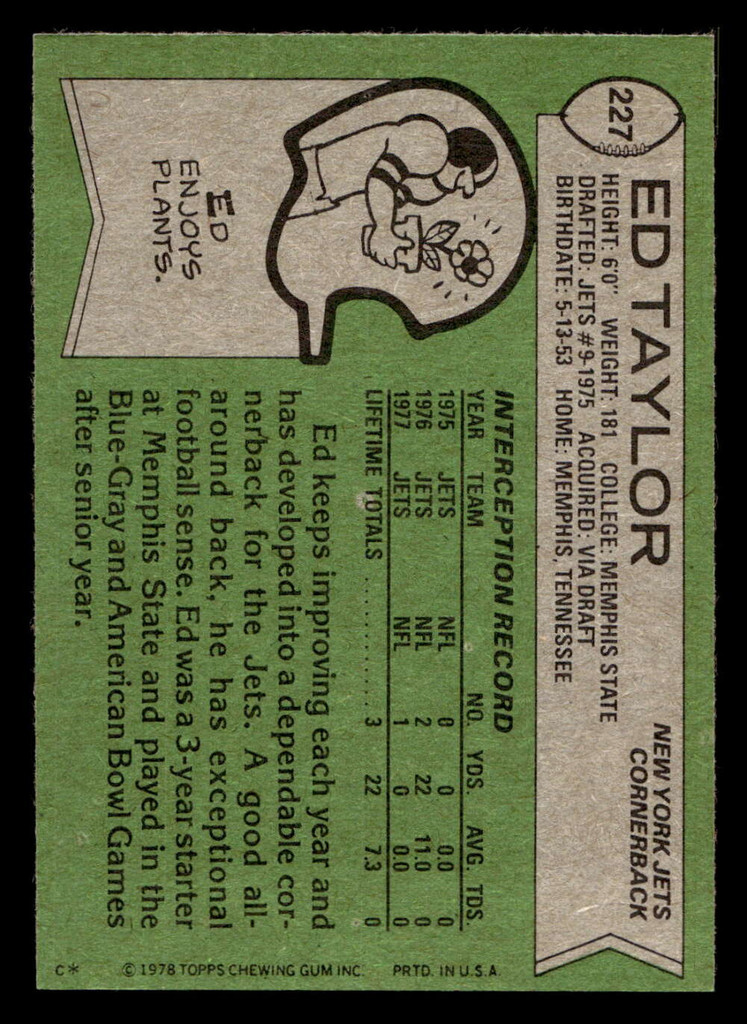 227
ED TAYLOR
NEW YORK JETS
CORNERBACK
HEIGHT: 6'0" WEIGHT: 181 COLLEGE: MEMPHIS STATE
DRAFTED: JETS #9-1975 ACQUIRED: VIA DRAFT
BIRTHDATE: 5-13-53 HOME: MEMPHIS, TENNESSEE
ED
ENJOYS
PLANTS.
INTERCEPTION RECORD
YEAR TEAM NO. YDS. AVG. TDS.
1975 JETS NFL 0 0 0.0 0
1976 JETS NFL 2 22 11.0 0
1977 JETS NFL 1 0 0.0 0
LIFETIME TOTALS ............... 3 22 7.3 0
Ed keeps improving each year and
has developed into a dependable cor-
nerback for the Jets. A good all-
around back, he has exceptional
football sense. Ed was a 3-year starter
at Memphis State and played in the
Blue-Gray and American Bowl Games
after senior year.
C* © 1978 TOPPS CHEWING GUM INC. PRTD. IN U.S.A.